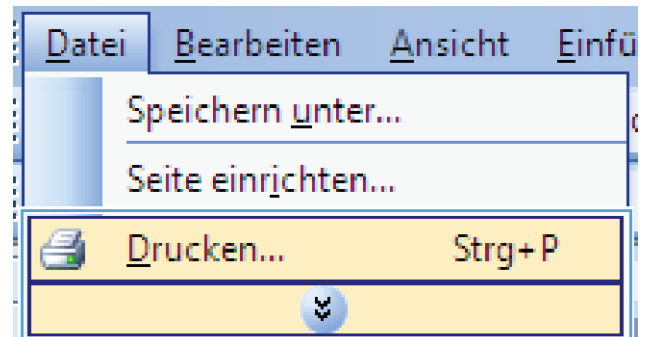 Datei Bearbeiten Ansicht Einfü
Speichern unter...
Seite einrichten...
Drucken... Strg+P